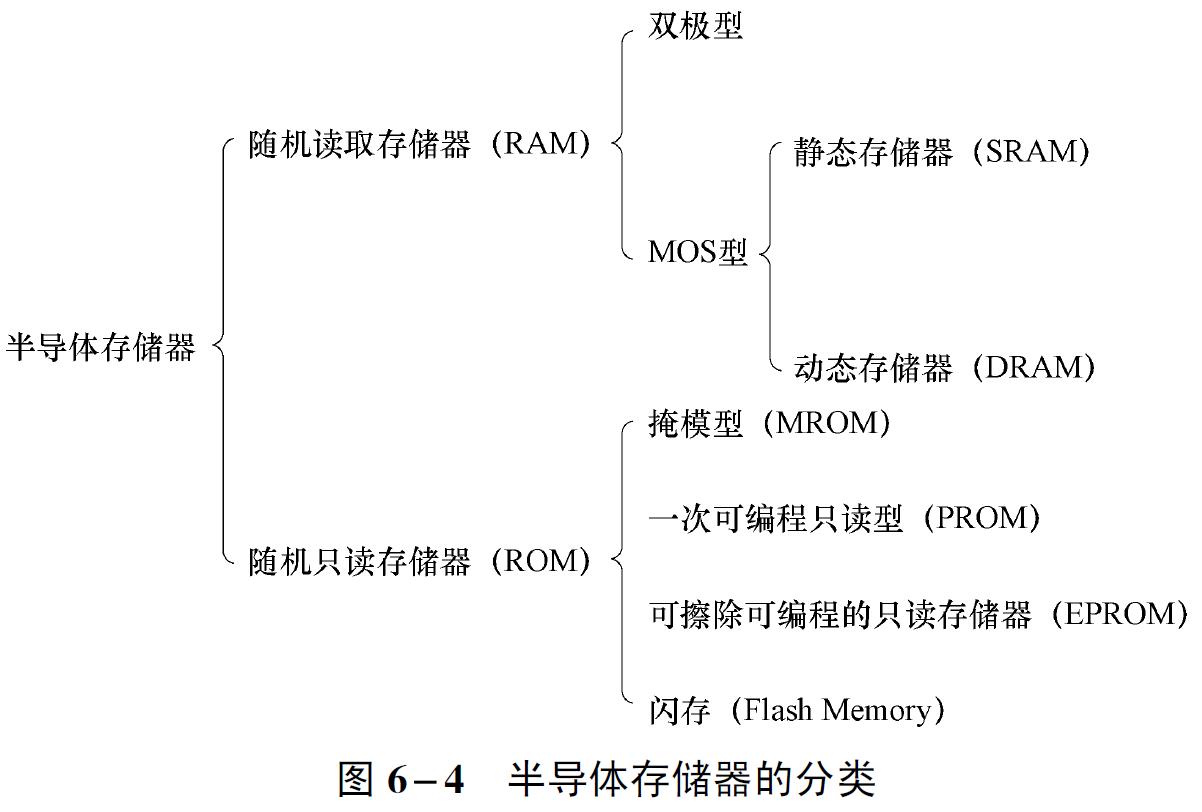 双极型
随机读取存储器（RAM）
静态存储器（SRAM）
MOS型
半导体存储器
动态存储器（DRAM）
掩模型（MROM）
一次可编程只读型（PROM）
随机只读存储器（ROM）
可擦除可编程的只读存储器（EPROM）
闪存（Flash Memory）
图 6-4 半导体存储器的分类